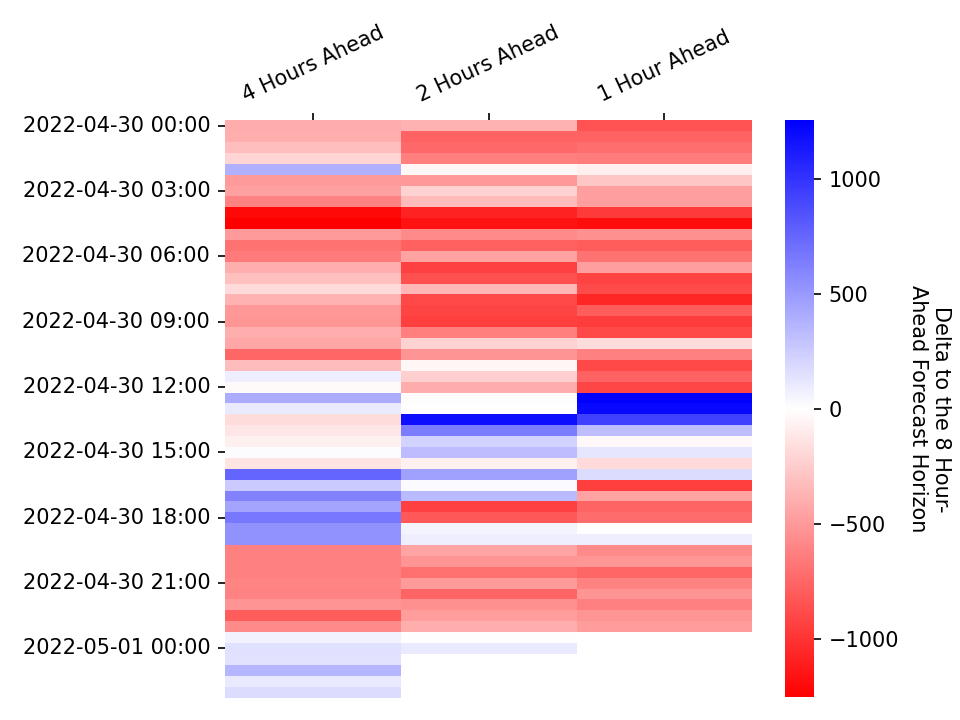 4 Hours Ahead
2 Hours Ahead
1 Hour Ahead
2022-04-30 00:00
2022-04-30 03:00
2022-04-30 06:00
2022-04-30 09:00
2022-04-30 12:00
2022-04-30 15:00
2022-04-30 18:00
2022-04-30 21:00
2022-05-01 00:00
1000
500
0
−500
−1000
Delta to the 8 Hour-
Ahead Forecast Horizon